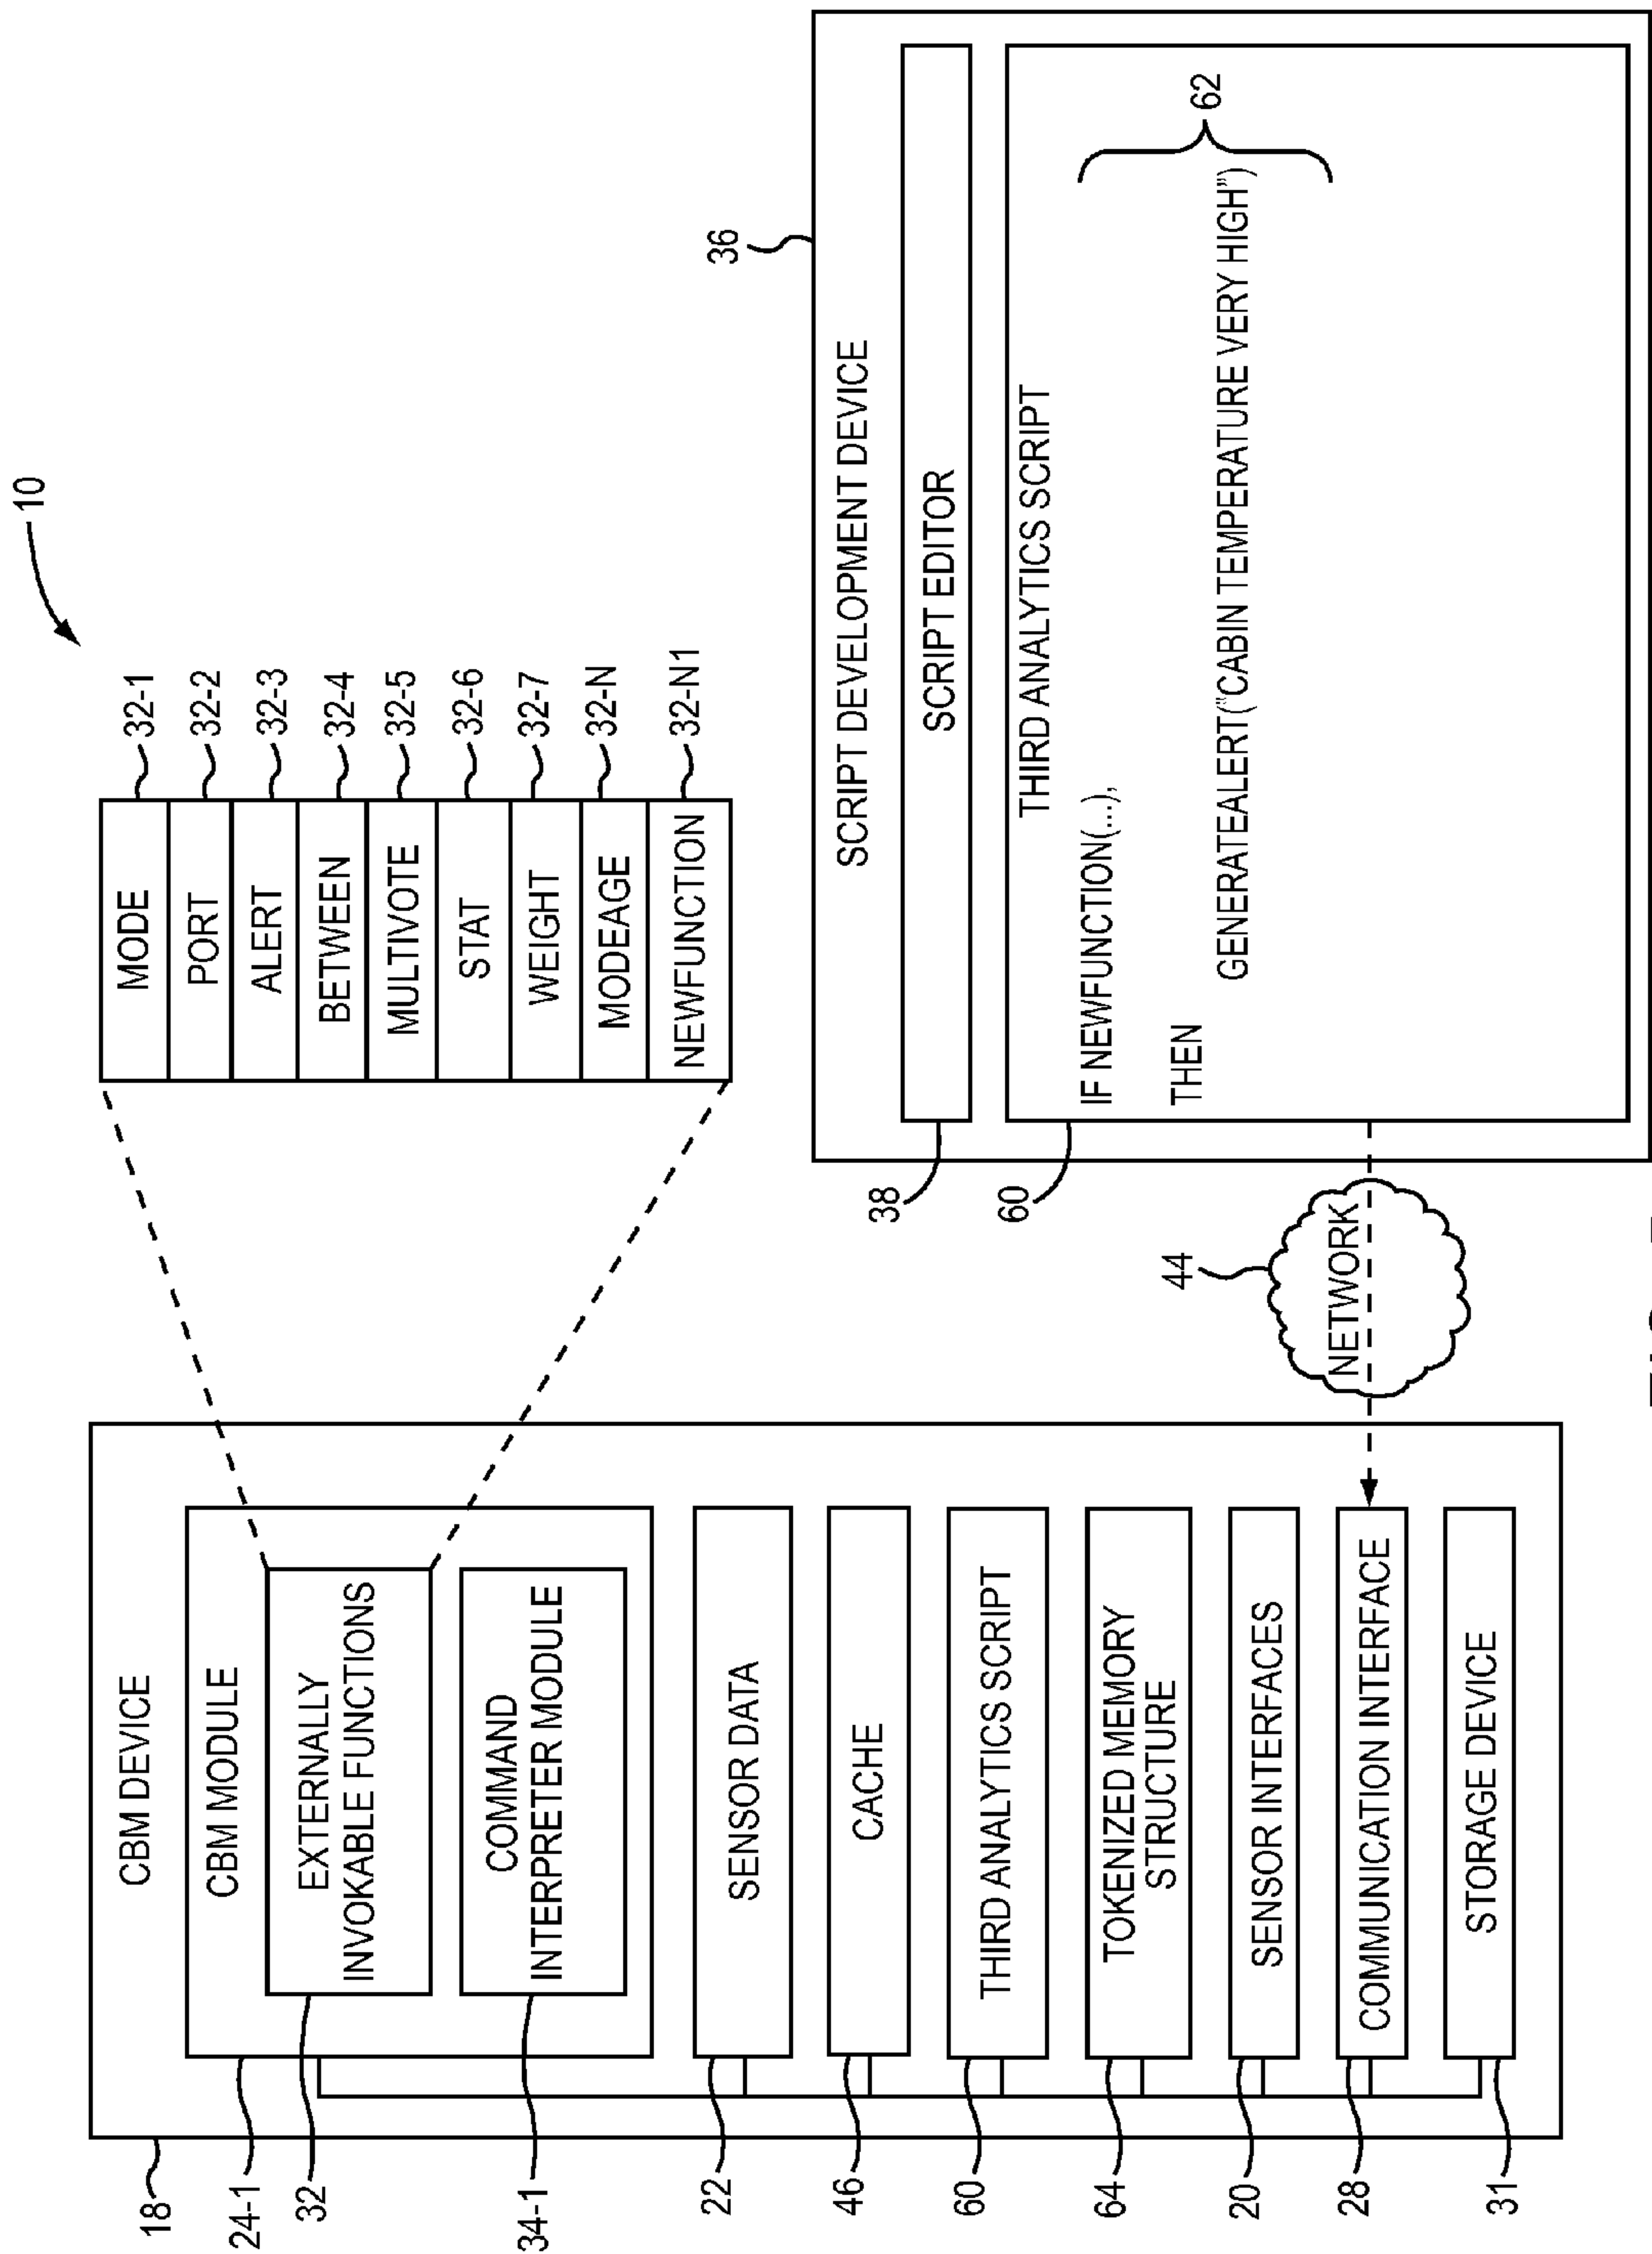 10
CBM DEVICE
CBM MODULE
EXTERNALLY
INVOKABLE FUNCTIONS
COMMAND
INTERPRETER MODULE
SENSOR DATA
CACHE
THIRD ANALYTICS SCRIPT
TOKENIZED MEMORY
STRUCTURE
SENSOR INTERFACES
COMMUNICATION INTERFACE
STORAGE DEVICE
18
24-1
32
34-1
22
46
60
64
20
28
31
MODE
PORT
ALERT
BETWEEN
MULTIVOTE
STAT
WEIGHT
MODEAGE
NEWFUNCTION
32-1
32-2
32-3
32-4
32-5
32-6
32-7
32-N
32-N1
44
NETWORK
36
SCRIPT DEVELOPMENT DEVICE
38
SCRIPT EDITOR
60
THIRD ANALYTICS SCRIPT
IF NEWFUNCTION(...),
THEN
GENERATEALERT("CABIN TEMPERATURE VERY HIGH")
62